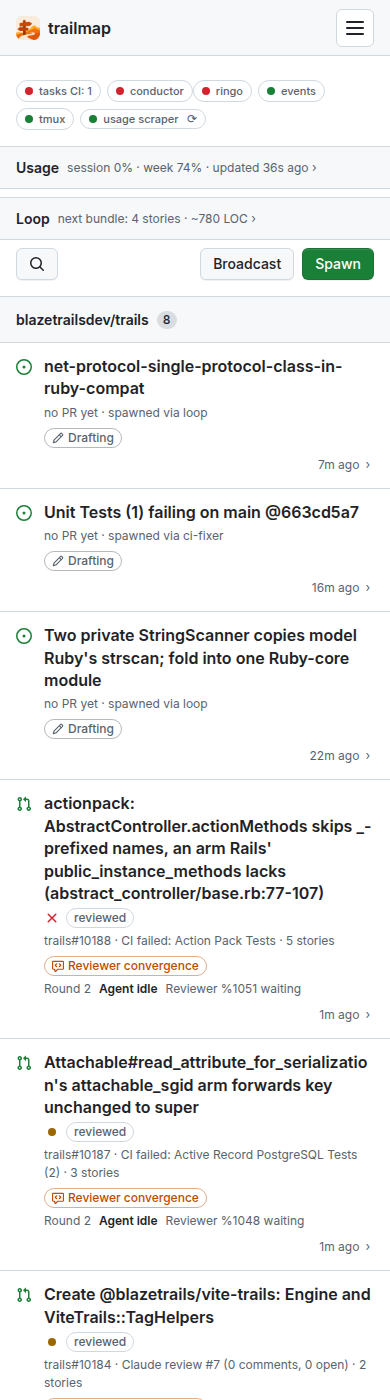 trailmap
tasks CI: 1
conductor
ringo
events
tmux
usage scraper ⟳
Usage session 0% · week 74% · updated 36s ago ›
Loop next bundle: 4 stories · ~780 LOC ›
Broadcast
Spawn
blazetrailsdev/trails 8
net-protocol-single-protocol-class-in-
ruby-compat
no PR yet · spawned via loop
Drafting
7m ago ›
Unit Tests (1) failing on main @663cd5a7
no PR yet · spawned via ci-fixer
Drafting
16m ago ›
Two private StringScanner copies model
Ruby's strscan; fold into one Ruby-core
module
no PR yet · spawned via loop
Drafting
22m ago ›
actionpack:
AbstractController.actionMethods skips _-
prefixed names, an arm Rails'
public_instance_methods lacks
(abstract_controller/base.rb:77-107)
reviewed
trails#10188 · CI failed: Action Pack Tests · 5 stories
Reviewer convergence
Round 2 Agent idle Reviewer %1051 waiting
1m ago ›
Attachable#read_attribute_for_serializatio
n's attachable_sgid arm forwards key
unchanged to super
reviewed
trails#10187 · CI failed: Active Record PostgreSQL Tests
(2) · 3 stories
Reviewer convergence
Round 2 Agent idle Reviewer %1048 waiting
1m ago ›
Create @blazetrails/vite-trails: Engine and
ViteTrails::TagHelpers
reviewed
trails#10184 · Claude review #7 (0 comments, 0 open) · 2
stories